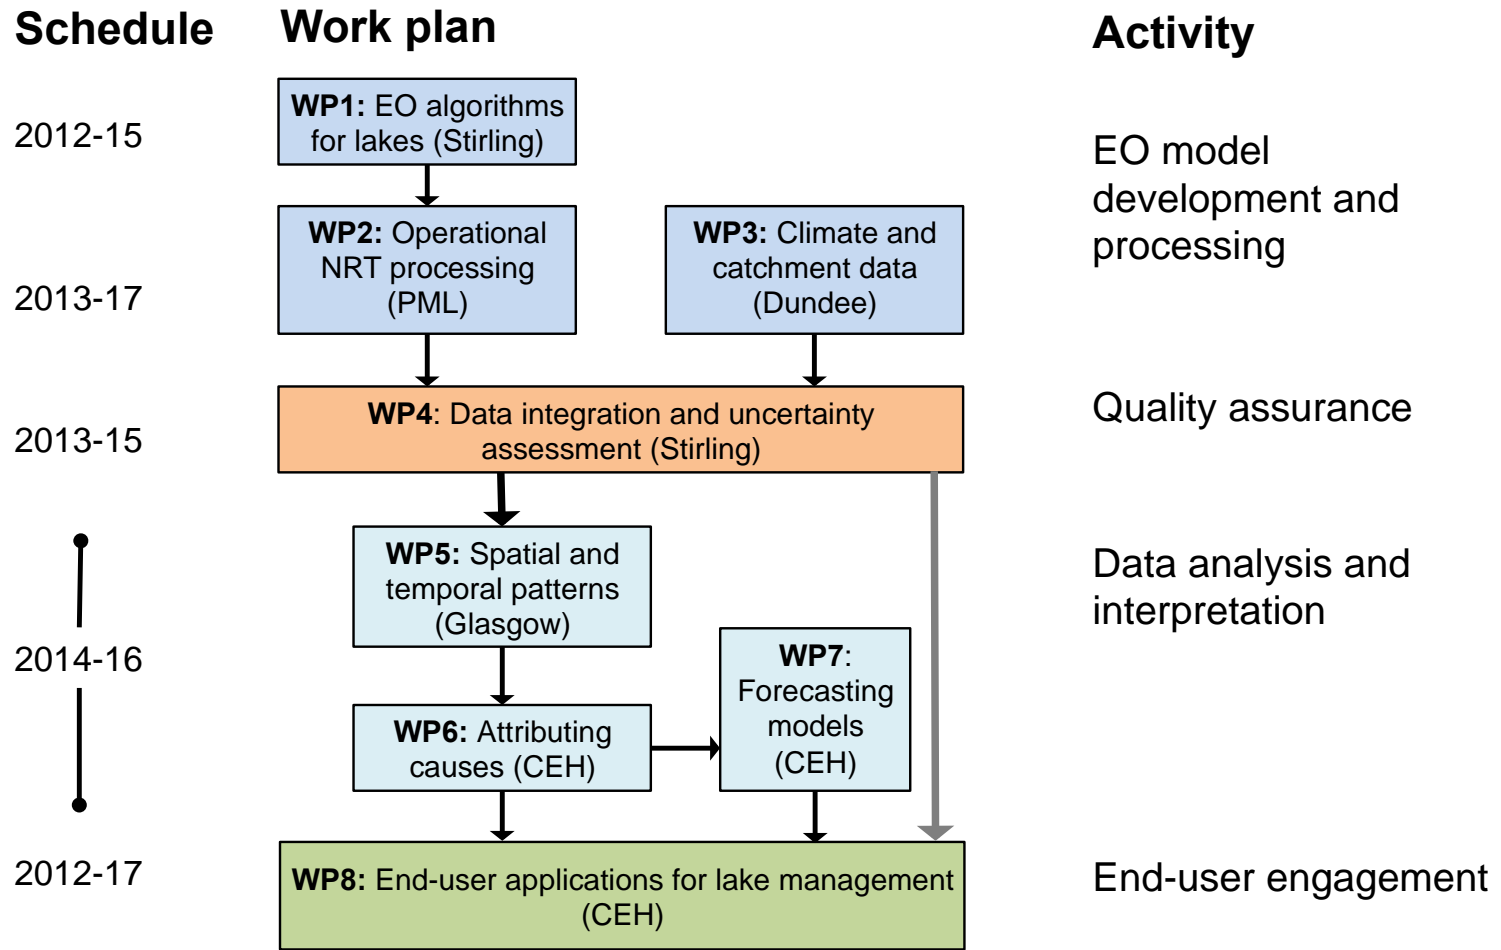 Schedule
Work plan
Activity
2012-15
WP1: EO algorithms
for lakes (Stirling)
EO model
development and
processing
2013-17
WP2: Operational
NRT processing
(PML)
WP3: Climate and
catchment data
(Dundee)
2013-15
WP4: Data integration and uncertainty
assessment (Stirling)
Quality assurance
2014-16
WP5: Spatial and
temporal patterns
(Glasgow)
Data analysis and
interpretation
WP6: Attributing
causes (CEH)
WP7:
Forecasting
models
(CEH)
2012-17
WP8: End-user applications for lake management
(CEH)
End-user engagement